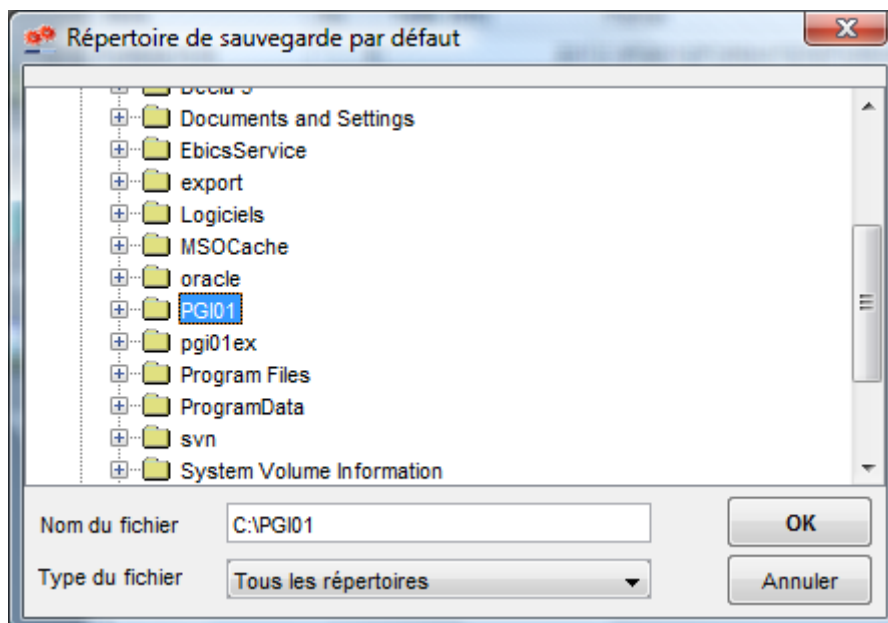 Répertoire de sauvegarde par défaut
Documents and Settings
EbicsService
export
Logiciels
MSOCache
oracle
PGI01
pgi01ex
Program Files
ProgramData
svn
System Volume Information
Nom du fichier C:\PGI01 OK
Type du fichier Tous les répertoires Annuler